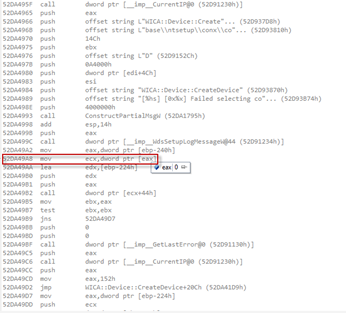 52DA495F call dword ptr [__imp__CurrentIP@0 (52D91230h)]
52DA4965 push eax
52DA4966 push offset string L"WICA::Device::Create"... (52D937D8h)
52DA496B push offset string L"base\\ntsetup\\conx\\co"... (52D93810h)
52DA4970 push 14Ch
52DA4975 push ebx
52DA4976 push offset string L"D" (52D9152Ch)
52DA497B push 0A4000h
52DA4980 push dword ptr [edi+4Ch]
52DA4983 push esi
52DA4984 push offset string "WICA::Device::CreateDevice" (52D93870h)
52DA4989 push offset string "[%hs] [0x%x] Failed selecting co"... (52D93874h)
52DA498E push 4000000h
52DA4993 call ConstructPartialMsgW (52DA1795h)
52DA4998 add esp,14h
52DA499B push eax
52DA499C call dword ptr [__imp__WdsSetupLogMessageW@44 (52D91234h)]
52DA49A2 mov eax,dword ptr [ebp-240h]
52DA49A8 mov ecx,dword ptr [eax]
52DA49AA lea edx,[ebp-224h]
eax 0
52DA49B0 push edx
52DA49B1 push eax
52DA49B2 call dword ptr [ecx+44h]
52DA49B5 mov ebx,eax
52DA49B7 test ebx,ebx
52DA49B9 jns 52DA49D7
52DA49BB push 0
52DA49BD push 0
52DA49BF call dword ptr [__imp__GetLastError@0 (52D91130h)]
52DA49C5 push eax
52DA49C6 call dword ptr [__imp__CurrentIP@0 (52D91230h)]
52DA49CC push eax
52DA49CD mov eax,152h
52DA49D2 jmp WICA::Device::CreateDevice+20Ch (52DA41D9h)
52DA49D7 mov eax,dword ptr [ebp-224h]
52DA49DD push ecx